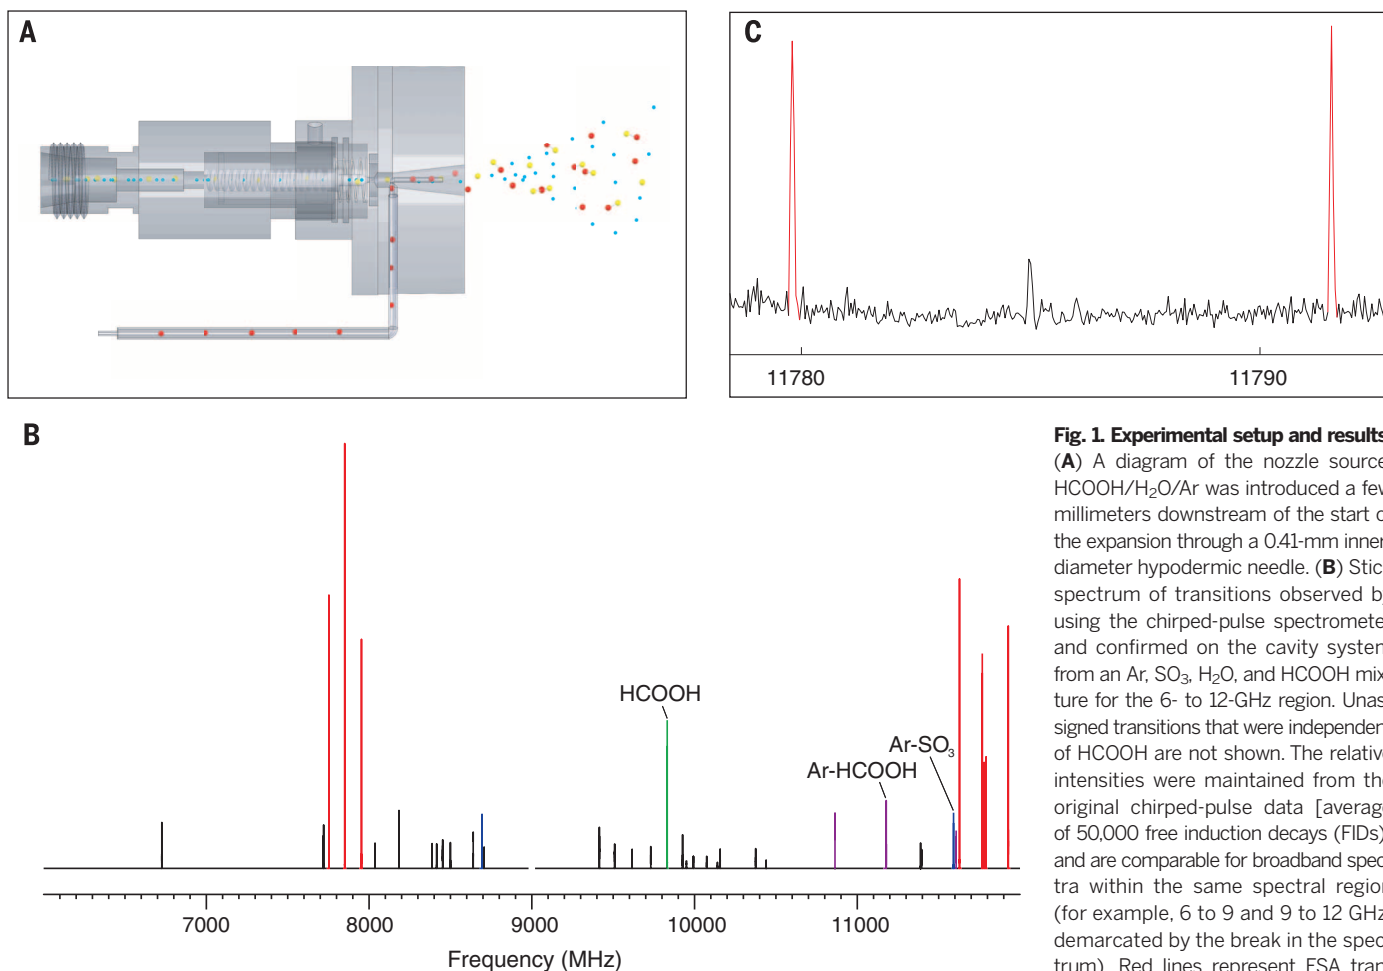 A
C
11780
11790
B
HCOOH
Ar-HCOOH
Ar-SO3
7000
8000
9000
10000
11000
Frequency (MHz)
Fig. 1. Experimental setup and results
(A) A diagram of the nozzle source
HCOOH/H2O/Ar was introduced a few
millimeters downstream of the start o
the expansion through a 0.41-mm inner
diameter hypodermic needle. (B) Stic
spectrum of transitions observed by
using the chirped-pulse spectromete
and confirmed on the cavity system
from an Ar, SO3, H2O, and HCOOH mix
ture for the 6- to 12-GHz region. Unas
signed transitions that were independen
of HCOOH are not shown. The relative
intensities were maintained from the
original chirped-pulse data [average
of 50,000 free induction decays (FIDs)
and are comparable for broadband spec
tra within the same spectral region
(for example, 6 to 9 and 9 to 12 GHz
demarcated by the break in the spec
trum). Red lines represent FSA tran